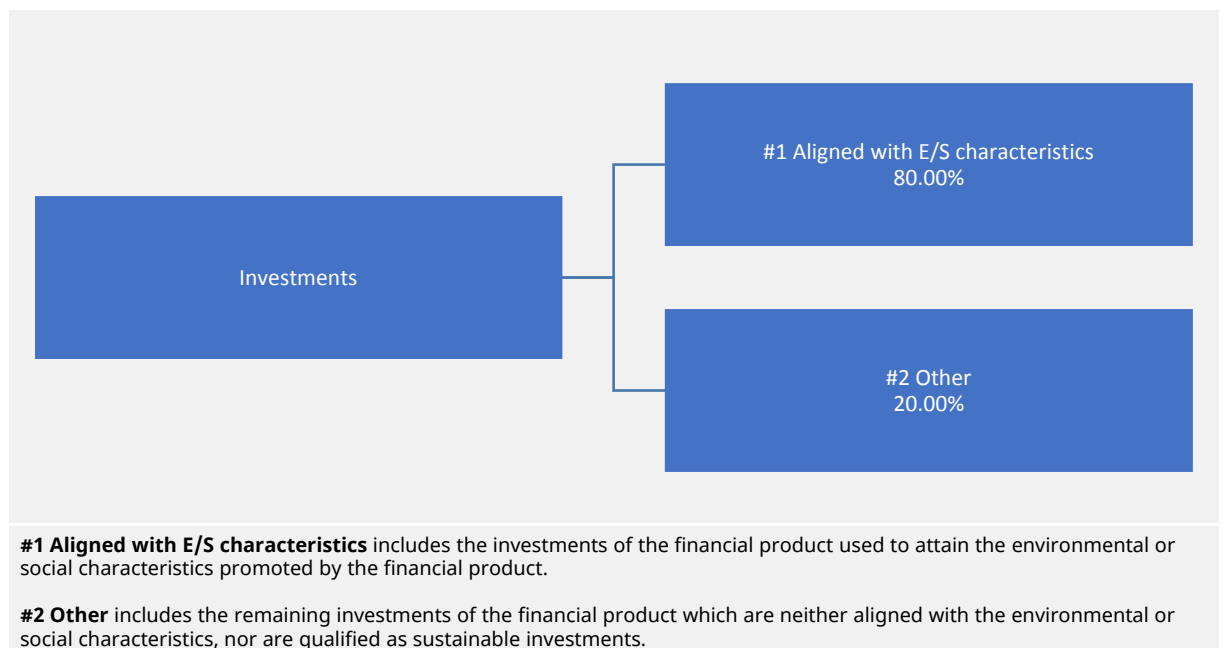 #1 Aligned with E/S characteristics
80.00%
Investments
#2 Other
20.00%
#1 Aligned with E/S characteristics includes the investments of the financial product used to attain the environmental or
social characteristics promoted by the financial product.
#2 Other includes the remaining investments of the financial product which are neither aligned with the environmental or
social characteristics, nor are qualified as sustainable investments.